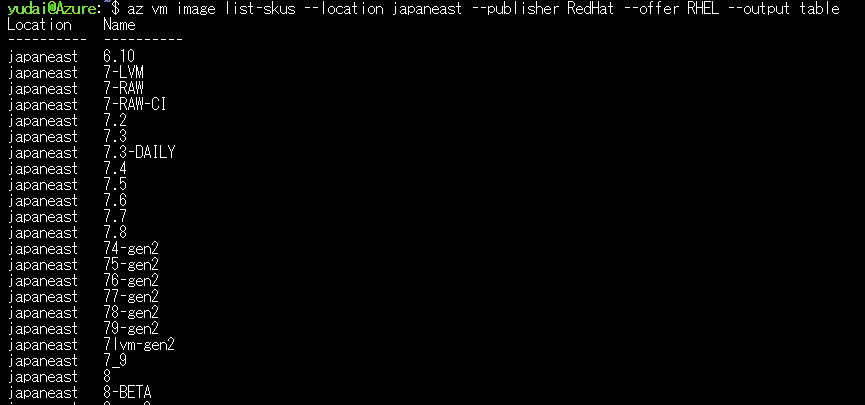 yudai@Azure:~$ az vm image list-skus --location japaneast --publisher RedHat --offer RHEL --output table
Location    Name
----------  ----------
japaneast   6.10
japaneast   7-LVM
japaneast   7-RAW
japaneast   7-RAW-CI
japaneast   7.2
japaneast   7.3
japaneast   7.3-DAILY
japaneast   7.4
japaneast   7.5
japaneast   7.6
japaneast   7.7
japaneast   7.8
japaneast   74-gen2
japaneast   75-gen2
japaneast   76-gen2
japaneast   77-gen2
japaneast   78-gen2
japaneast   79-gen2
japaneast   7lvm-gen2
japaneast   7_9
japaneast   8
japaneast   8-BETA